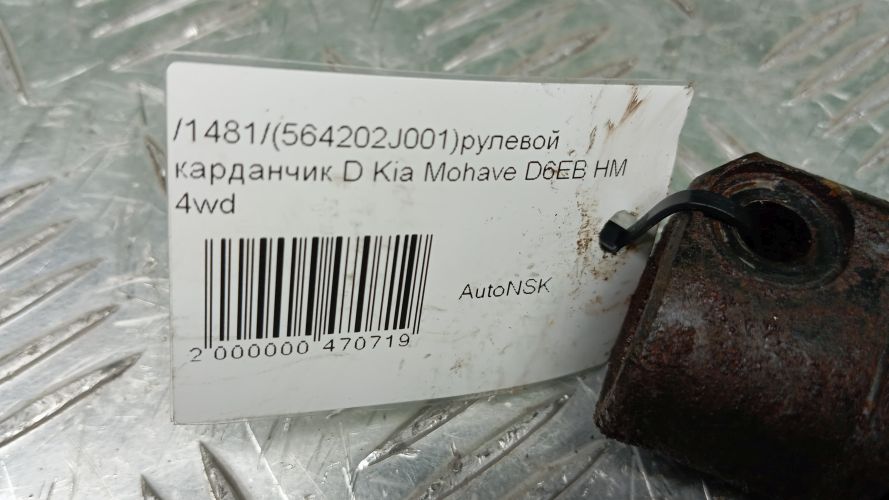 /1481/(564202J001)рулевой
карданчик D Kia Mohave D6EB HM
4wd
AutoNSK
2 000000 470719